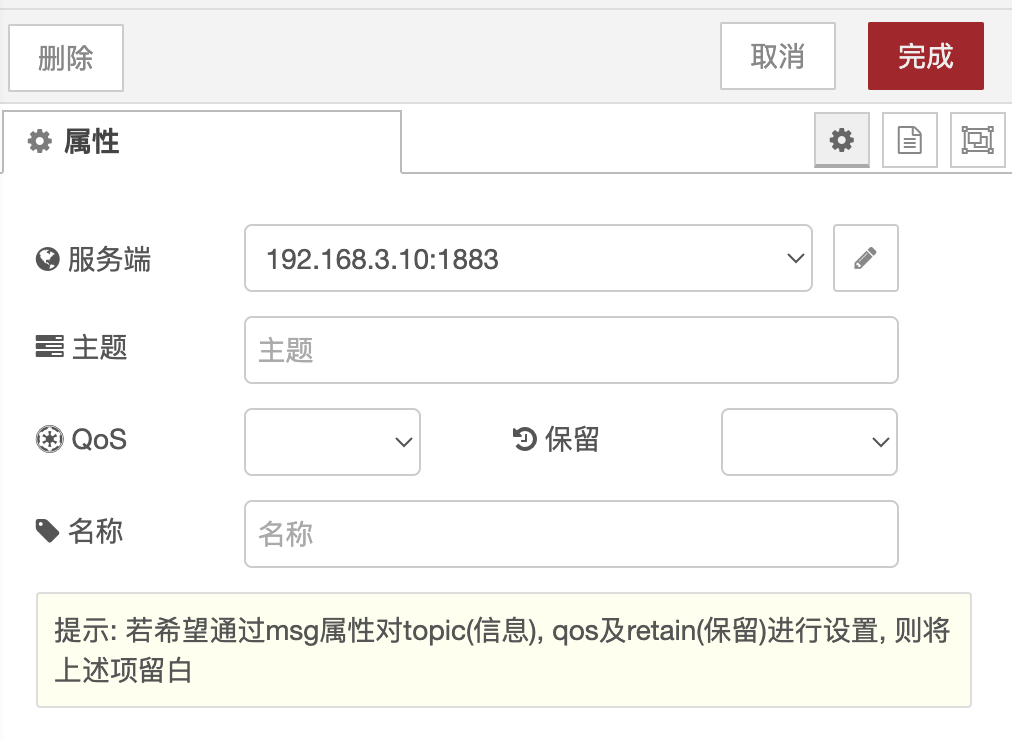 删除
取消
完成
属性
服务端
192.168.3.10:1883
主题
主题
QoS
保留
名称
名称
提示: 若希望通过msg属性对topic(信息), qos及retain(保留)进行设置, 则将
上述项留白